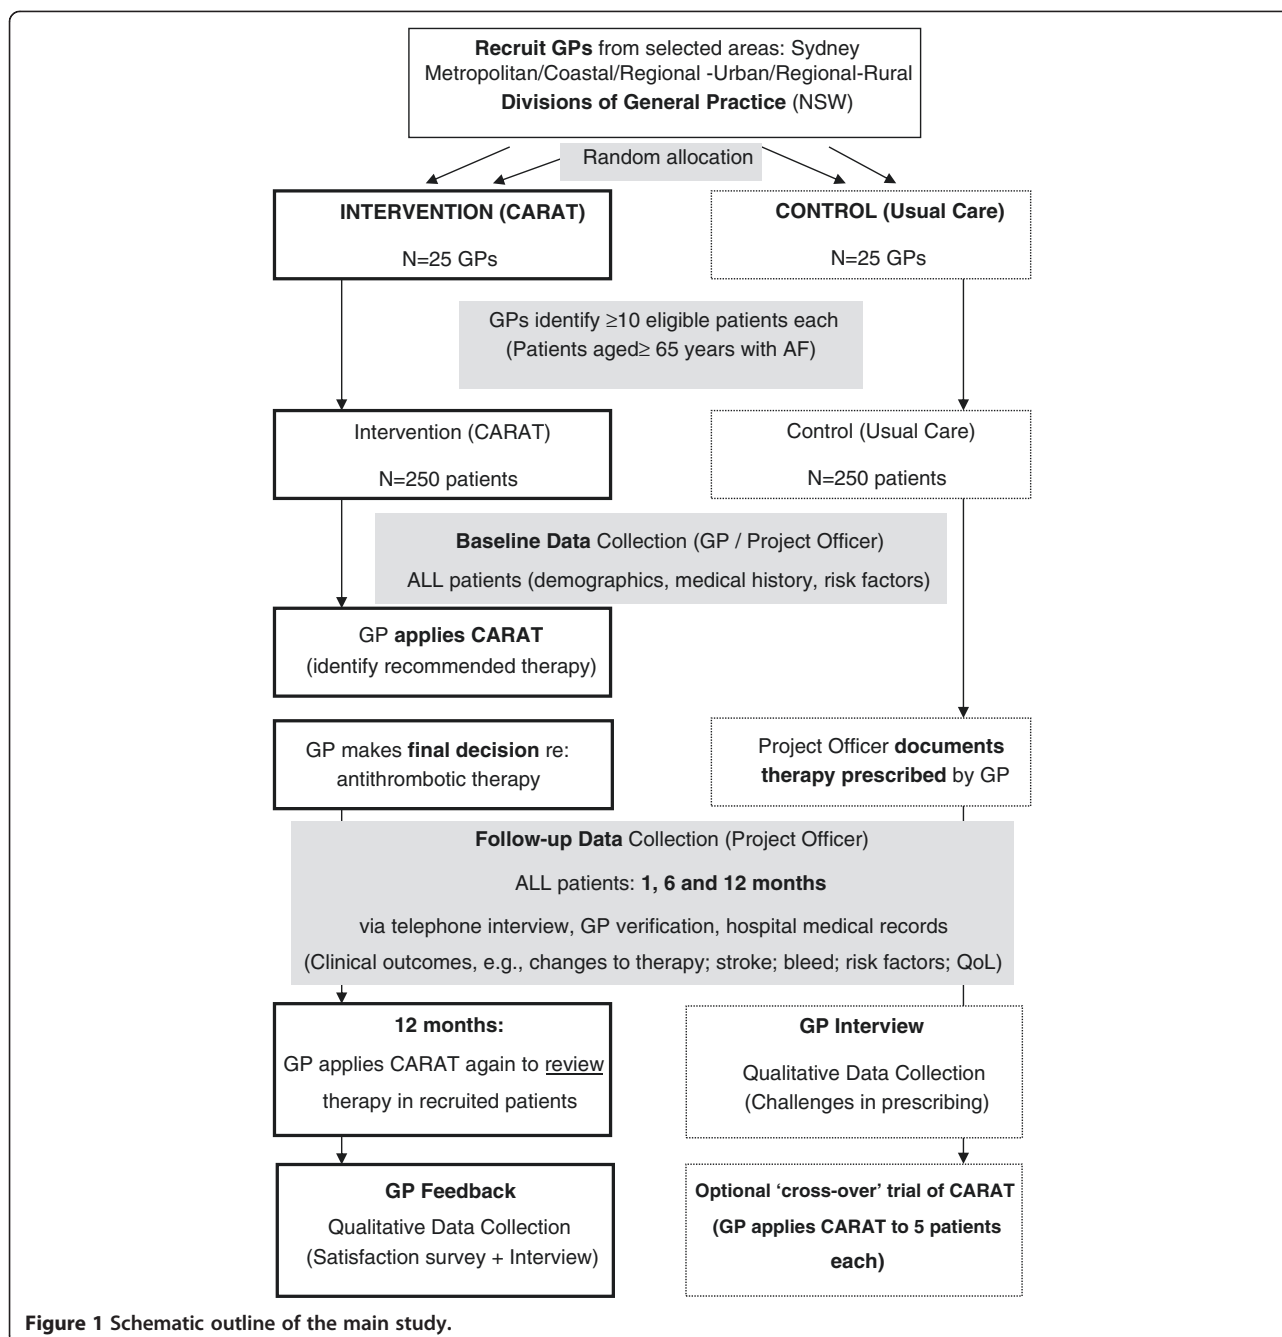 Recruit GPs from selected areas: Sydney
Metropolitan/Coastal/Regional -Urban/Regional-Rural
Divisions of General Practice (NSW)
Random allocation
INTERVENTION (CARAT)
N=25 GPs
CONTROL (Usual Care)
N=25 GPs
GPs identify ≥10 eligible patients each
(Patients aged≥ 65 years with AF)
Intervention (CARAT)
N=250 patients
Control (Usual Care)
N=250 patients
Baseline Data Collection (GP / Project Officer)
ALL patients (demographics, medical history, risk factors)
GP applies CARAT
(identify recommended therapy)
GP makes final decision re:
antithrombotic therapy
Project Officer documents
therapy prescribed by GP
Follow-up Data Collection (Project Officer)
ALL patients: 1, 6 and 12 months
via telephone interview, GP verification, hospital medical records
(Clinical outcomes, e.g., changes to therapy; stroke; bleed; risk factors; QoL)
12 months:
GP applies CARAT again to review
therapy in recruited patients
GP Interview
Qualitative Data Collection
(Challenges in prescribing)
GP Feedback
Qualitative Data Collection
(Satisfaction survey + Interview)
Optional ‘cross-over’ trial of CARAT
(GP applies CARAT to 5 patients
each)
Figure 1 Schematic outline of the main study.